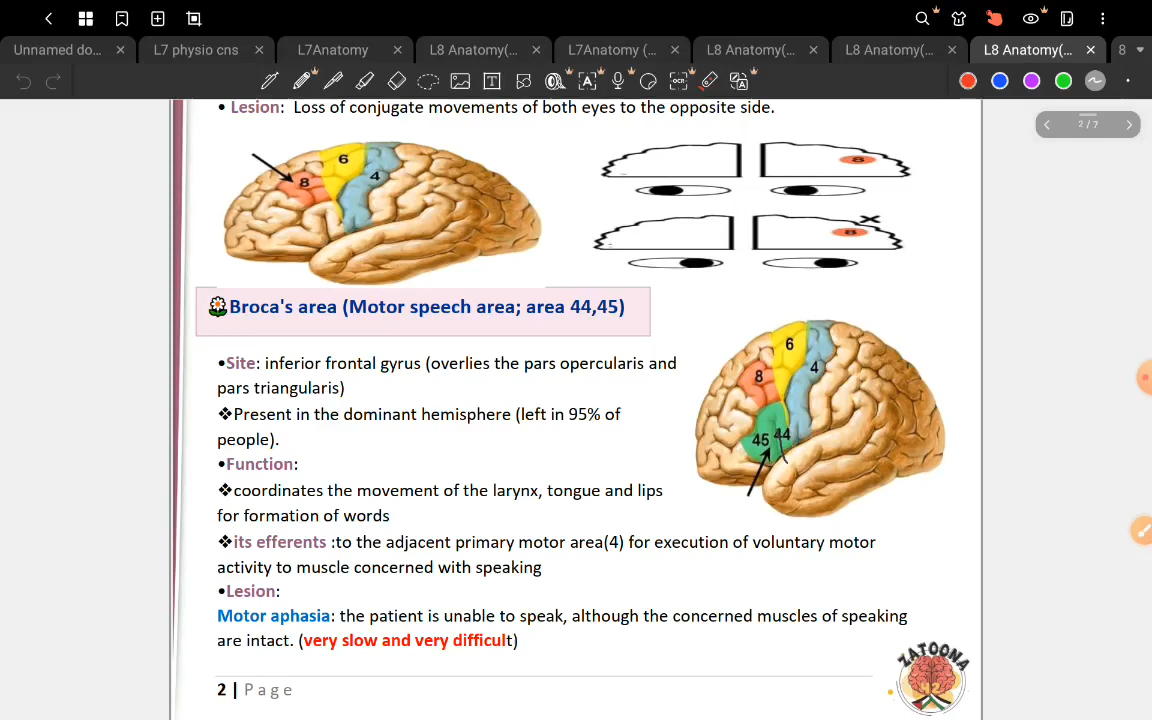 Unnamed do...
L7 physio cns
L7Anatomy
L8 Anatomy(...
L7Anatomy (...
L8 Anatomy(...
L8 Anatomy(...
L8 Anatomy(...
8
A
T
A
OCR
• Lesion: Loss of conjugate movements of both eyes to the opposite side.
2 / 7
8
6
4
8
8
Broca's area (Motor speech area; area 44,45)
•Site: inferior frontal gyrus (overlies the pars opercularis and
pars triangularis)
❖Present in the dominant hemisphere (left in 95% of
people).
•Function:
❖coordinates the movement of the larynx, tongue and lips
for formation of words
❖its efferents :to the adjacent primary motor area(4) for execution of voluntary motor
activity to muscle concerned with speaking
•Lesion:
Motor aphasia: the patient is unable to speak, although the concerned muscles of speaking
are intact. (very slow and very difficult)
6
8
4
45 44
2 | Page
ZATOONA